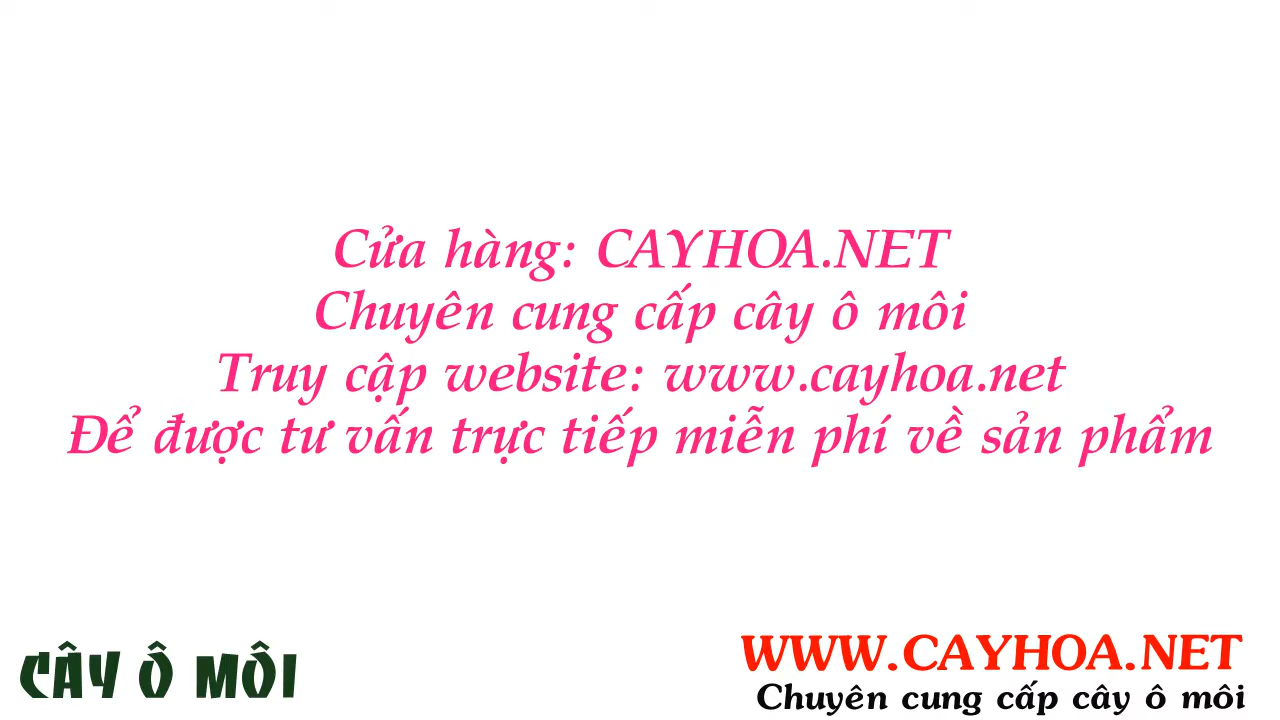 Cửa hàng: CAYHOA.NET
Chuyên cung cấp cây ô môi
Truy cập website: www.cayhoa.net
Để được tư vấn trực tiếp miễn phí về sản phẩm
CÂY Ô MÔI
WWW.CAYHOA.NET
Chuyên cung cấp cây ô môi